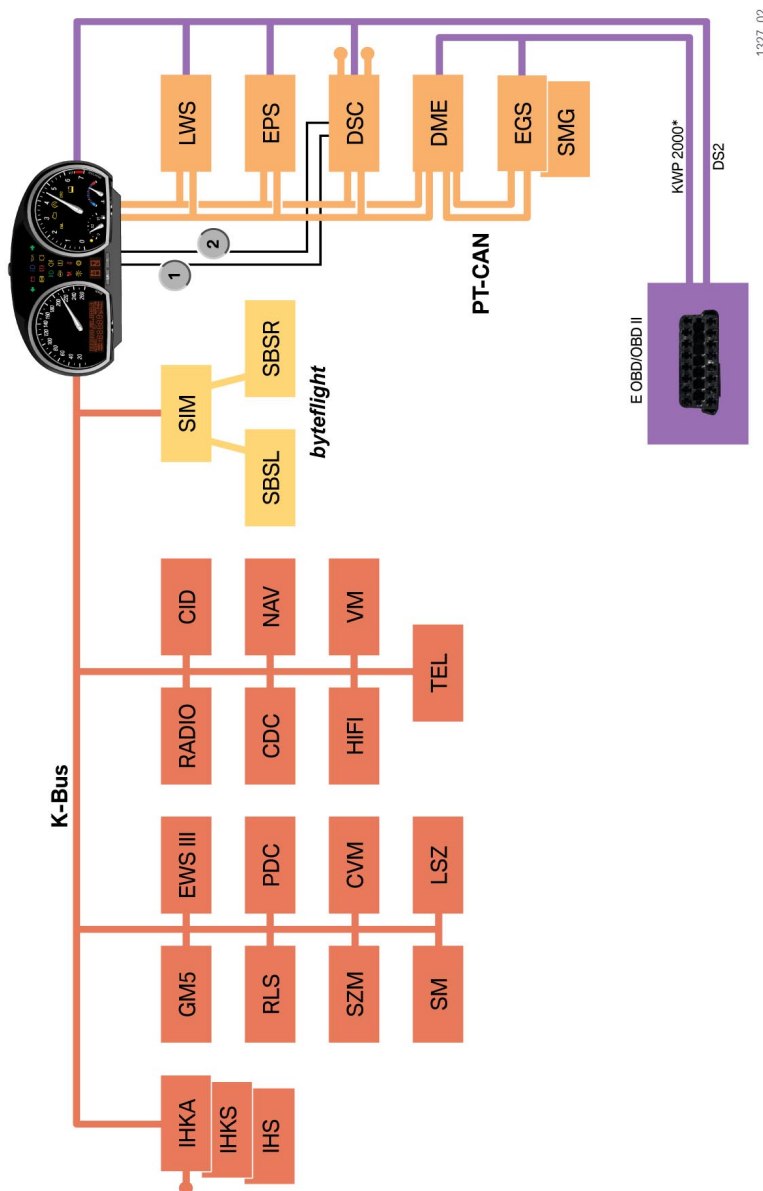 K-Bus
IHKA
IHKS
IHS
GM5
EWS III
RLS
PDC
SZM
CVM
SM
LSZ
RADIO
CID
CDC
NAV
HIFI
VM
TEL
SIM
SBSL
SBSR
byteflight
1
2
LWS
EPS
DSC
DME
EGS
SMG
PT-CAN
KWP 2000*
DS2
E OBD/OBD II
1327_02